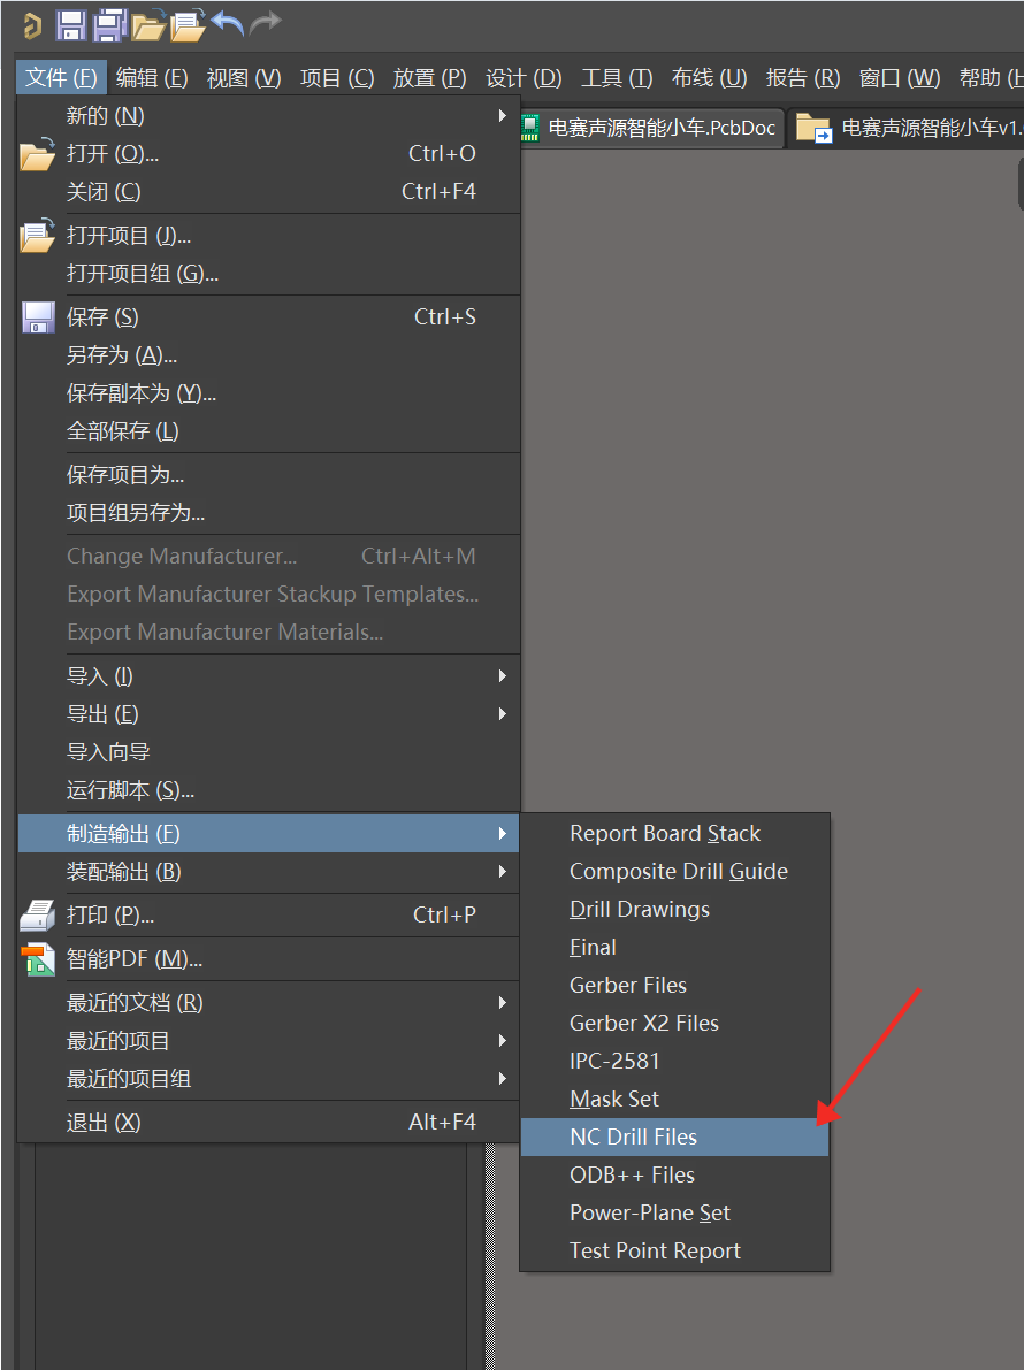 文件 (F) 编辑 (E) 视图 (V) 项目 (C) 放置 (P) 设计 (D) 工具 (T) 布线 (U) 报告 (R) 窗口 (W) 帮助 (H
电赛声源智能小车.PcbDoc 电赛声源智能小车v1.
新的 (N)
打开 (O)... Ctrl+O
关闭 (C) Ctrl+F4
打开项目 (J)...
打开项目组 (G)...
保存 (S) Ctrl+S
另存为 (A)...
保存副本为 (Y)...
全部保存 (L)
保存项目为...
项目组另存为...
Change Manufacturer... Ctrl+Alt+M
Export Manufacturer Stackup Templates...
Export Manufacturer Materials...
导入 (I)
导出 (E)
导入向导
运行脚本 (S)...
制造输出 (F)
装配输出 (B)
打印 (P)... Ctrl+P
智能PDF (M)...
最近的文档 (R)
最近的项目
最近的项目组
退出 (X) Alt+F4
Report Board Stack
Composite Drill Guide
Drill Drawings
Final
Gerber Files
Gerber X2 Files
IPC-2581
Mask Set
NC Drill Files
ODB++ Files
Power-Plane Set
Test Point Report